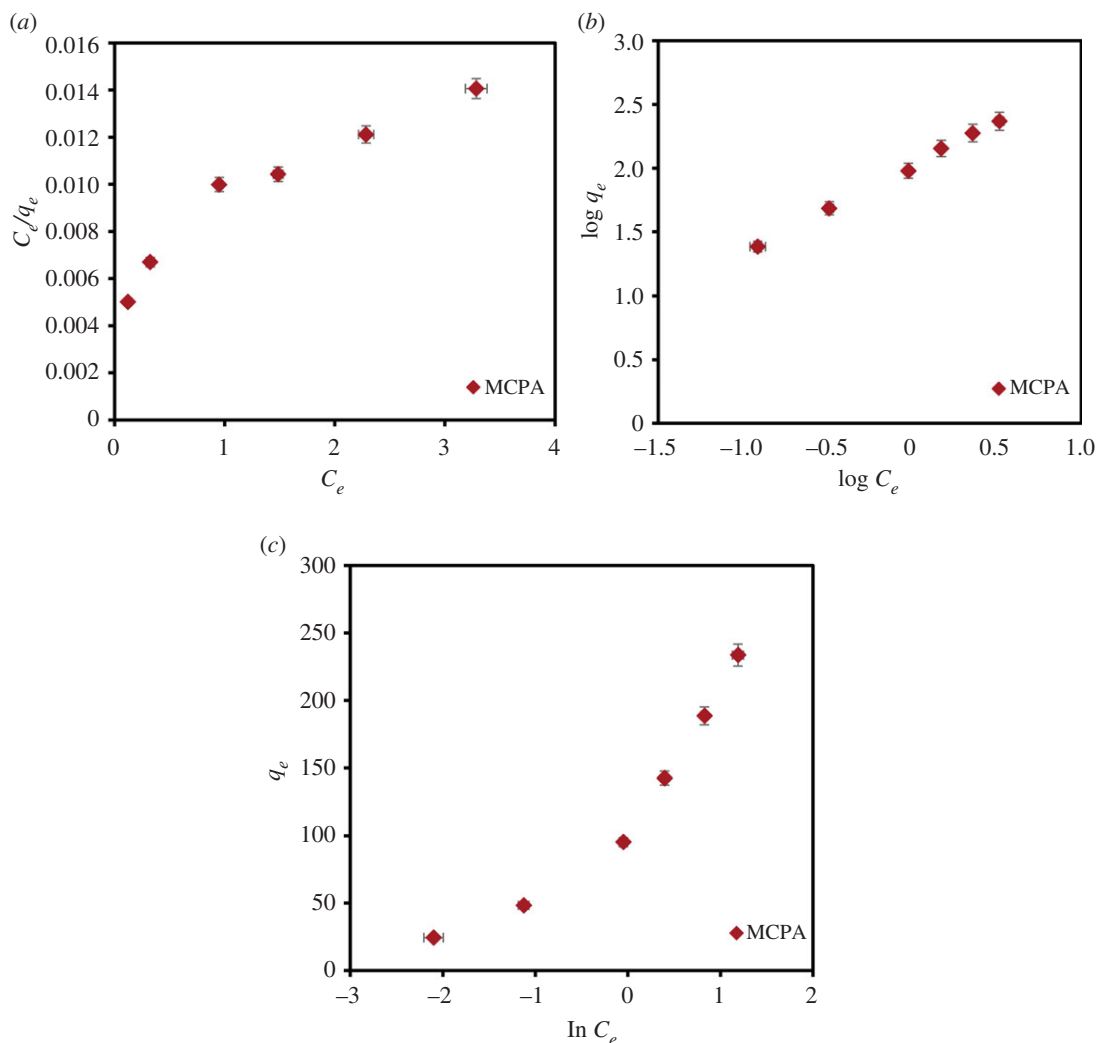 (a)
0.016
0.014
0.012
0.010
0.008
0.006
0.004
0.002
0
C_e/q_e
0 1 2 3 4
C_e
MCPA
(b)
3.0
2.5
2.0
1.5
1.0
0.5
0
log q_e
–1.5 –1.0 –0.5 0 0.5 1.0
log C_e
MCPA
(c)
300
250
200
150
100
50
0
q_e
–3 –2 –1 0 1 2
In C_e
MCPA